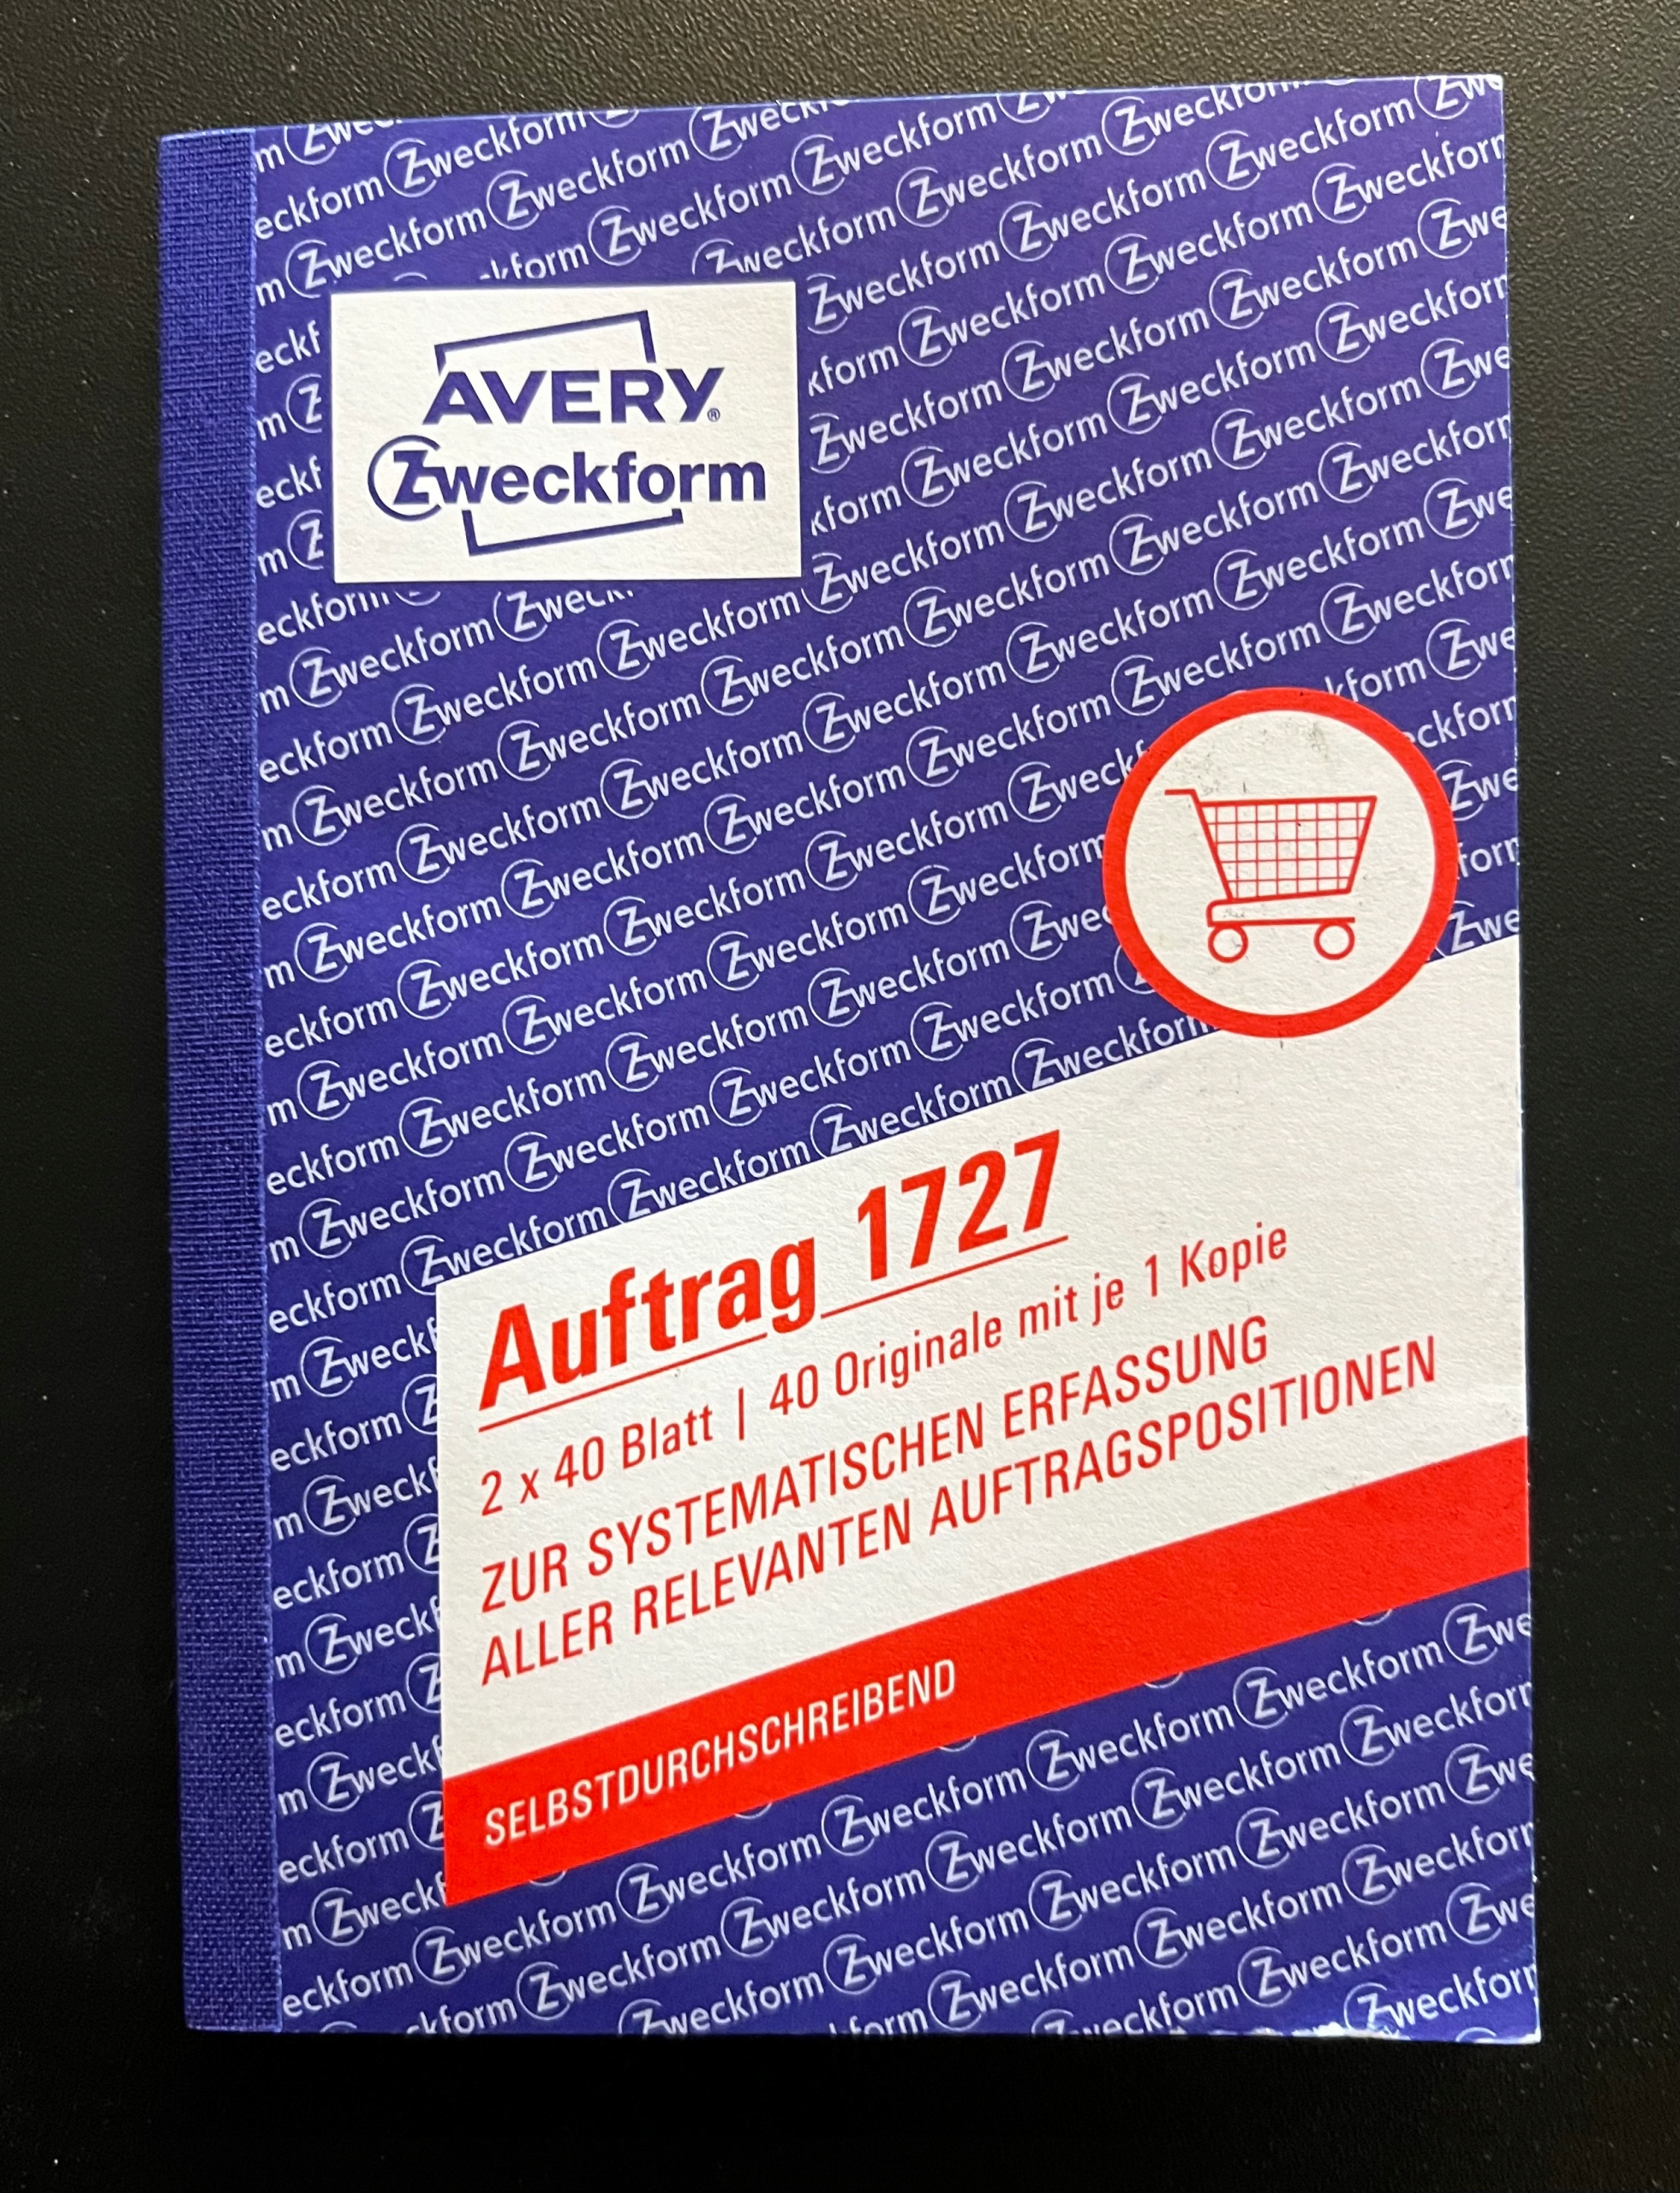 AVERY®
Zweckform
Auftrag 1727
2 x 40 Blatt | 40 Originale mit je 1 Kopie
ZUR SYSTEMATISCHEN ERFASSUNG
ALLER RELEVANTEN AUFTRAGSPOSITIONEN
SELBSTDURCHSCHREIBEND